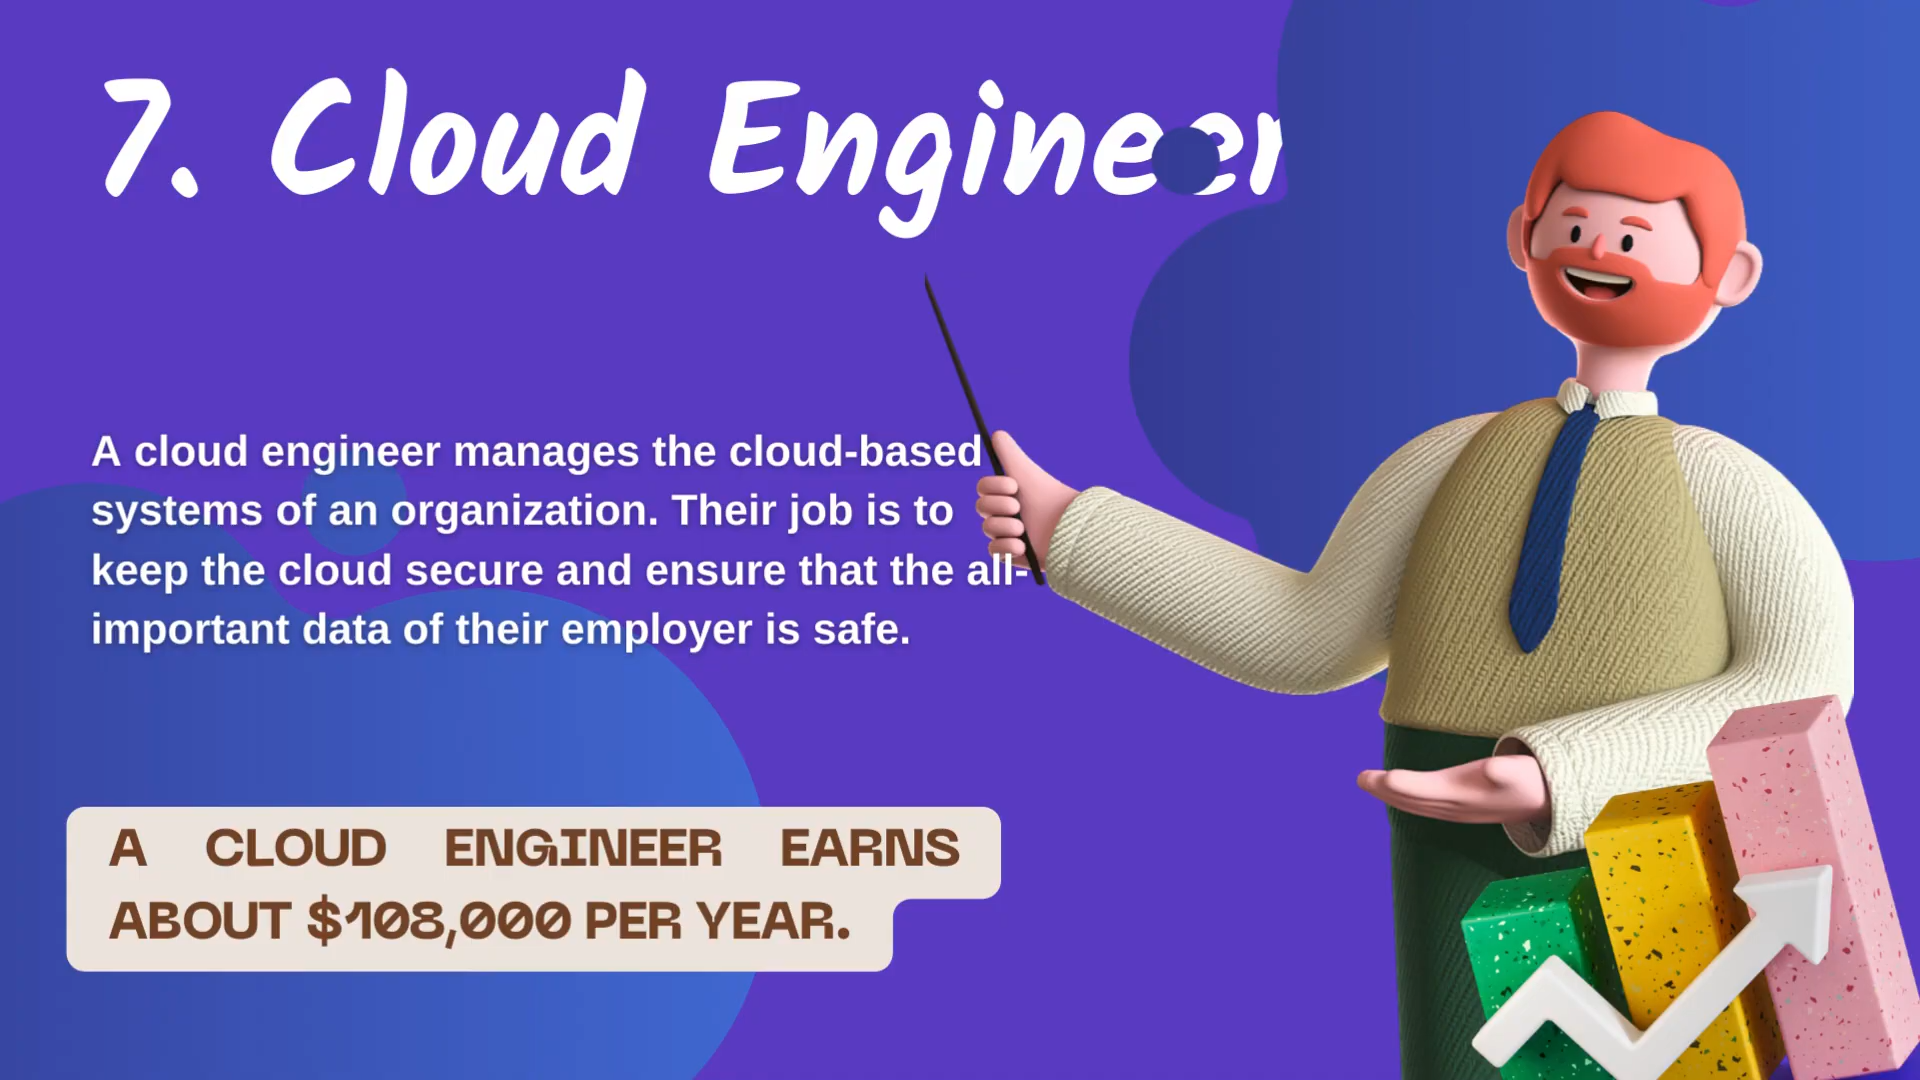 7. Cloud Engineer
A cloud engineer manages the cloud-based
systems of an organization. Their job is to
keep the cloud secure and ensure that the all-
important data of their employer is safe.
A CLOUD ENGINEER EARNS
ABOUT $108,000 PER YEAR.